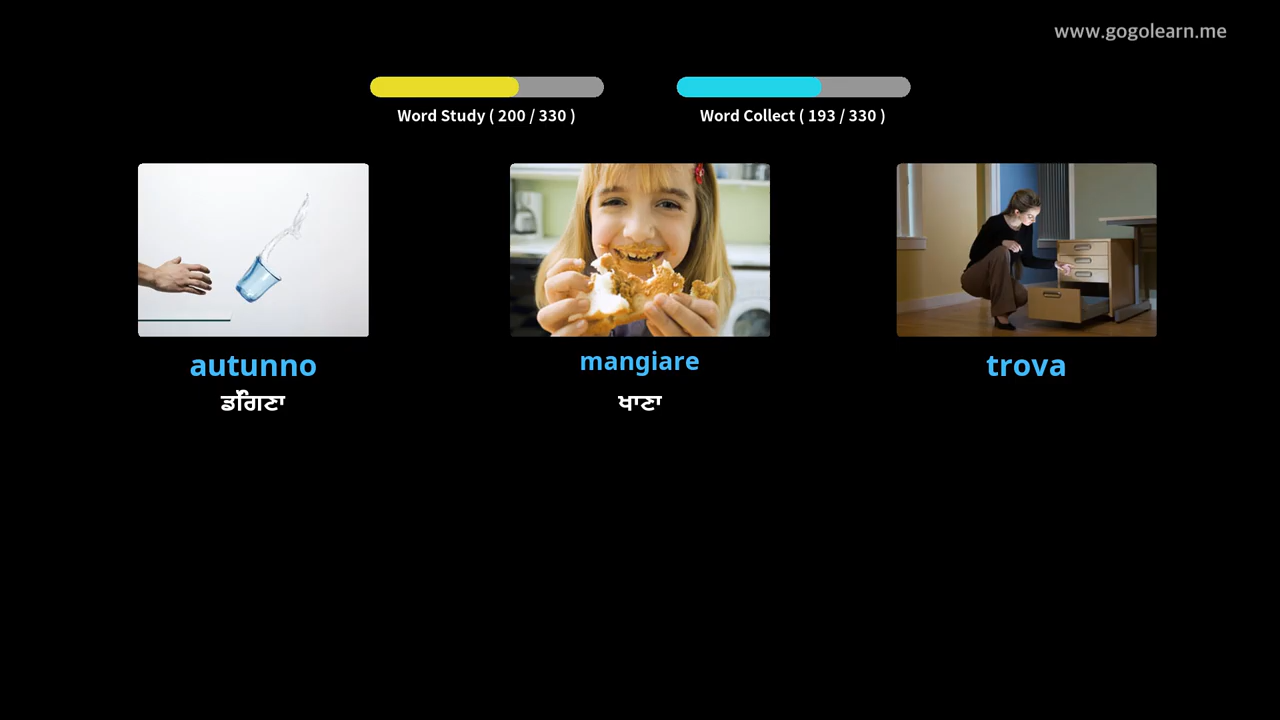 www.gogolearn.me
Word Study ( 200 / 330 )
Word Collect ( 193 / 330 )
autunno
mangiare
trova
ਡਿੱਗਣਾ
ਖਾਣਾ